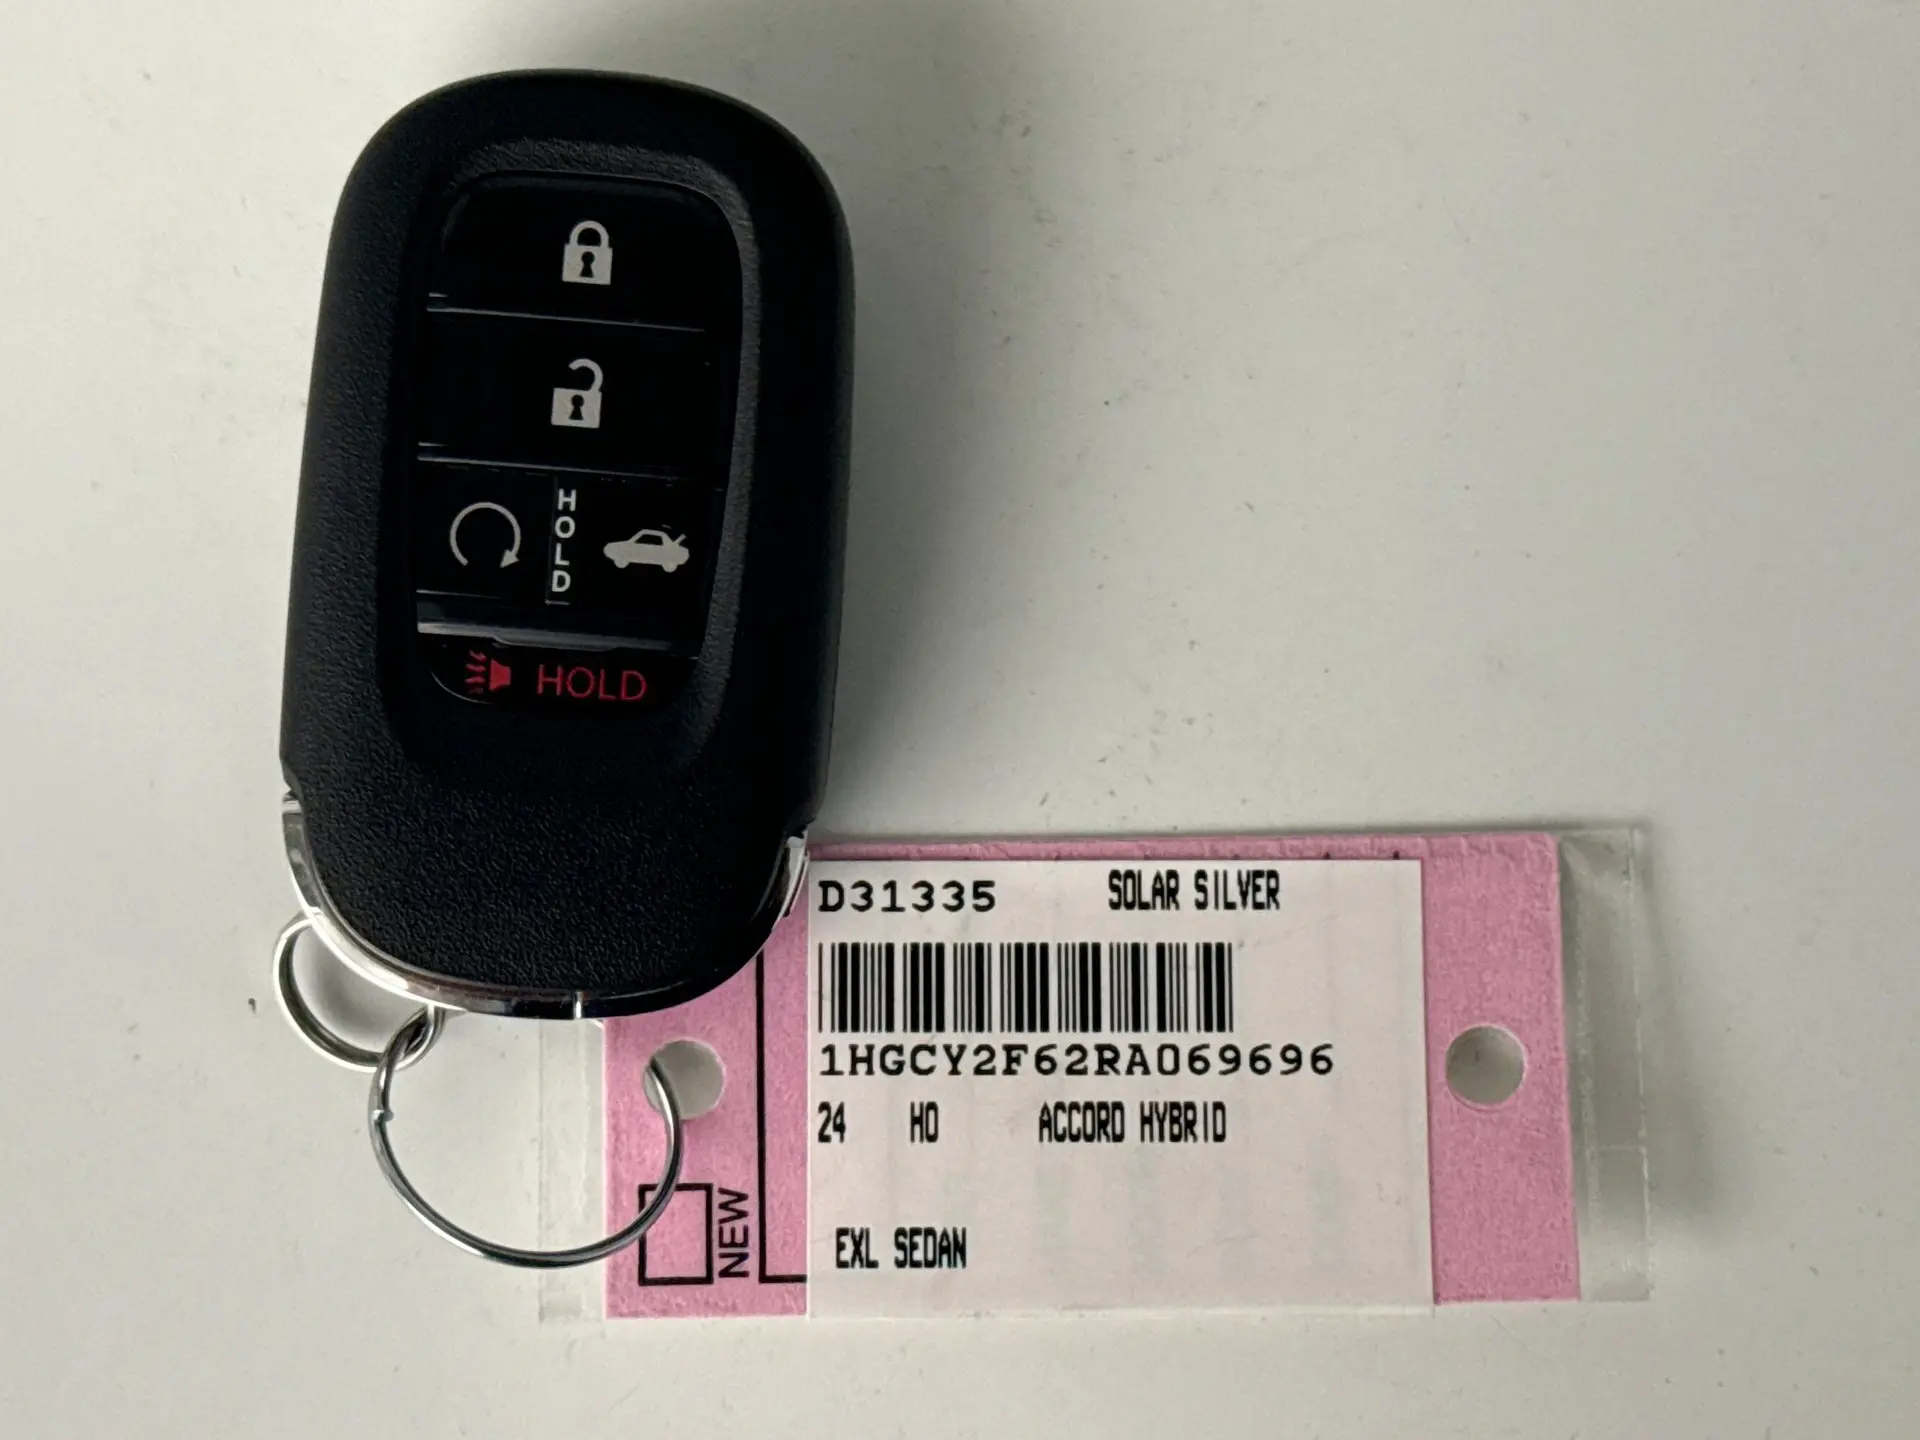 HOLD
HOLD
D31335 SOLAR SILVER
1HGCY2F62RA069696
24 HO ACCORD HYBRID
NEW
EXL SEDAN